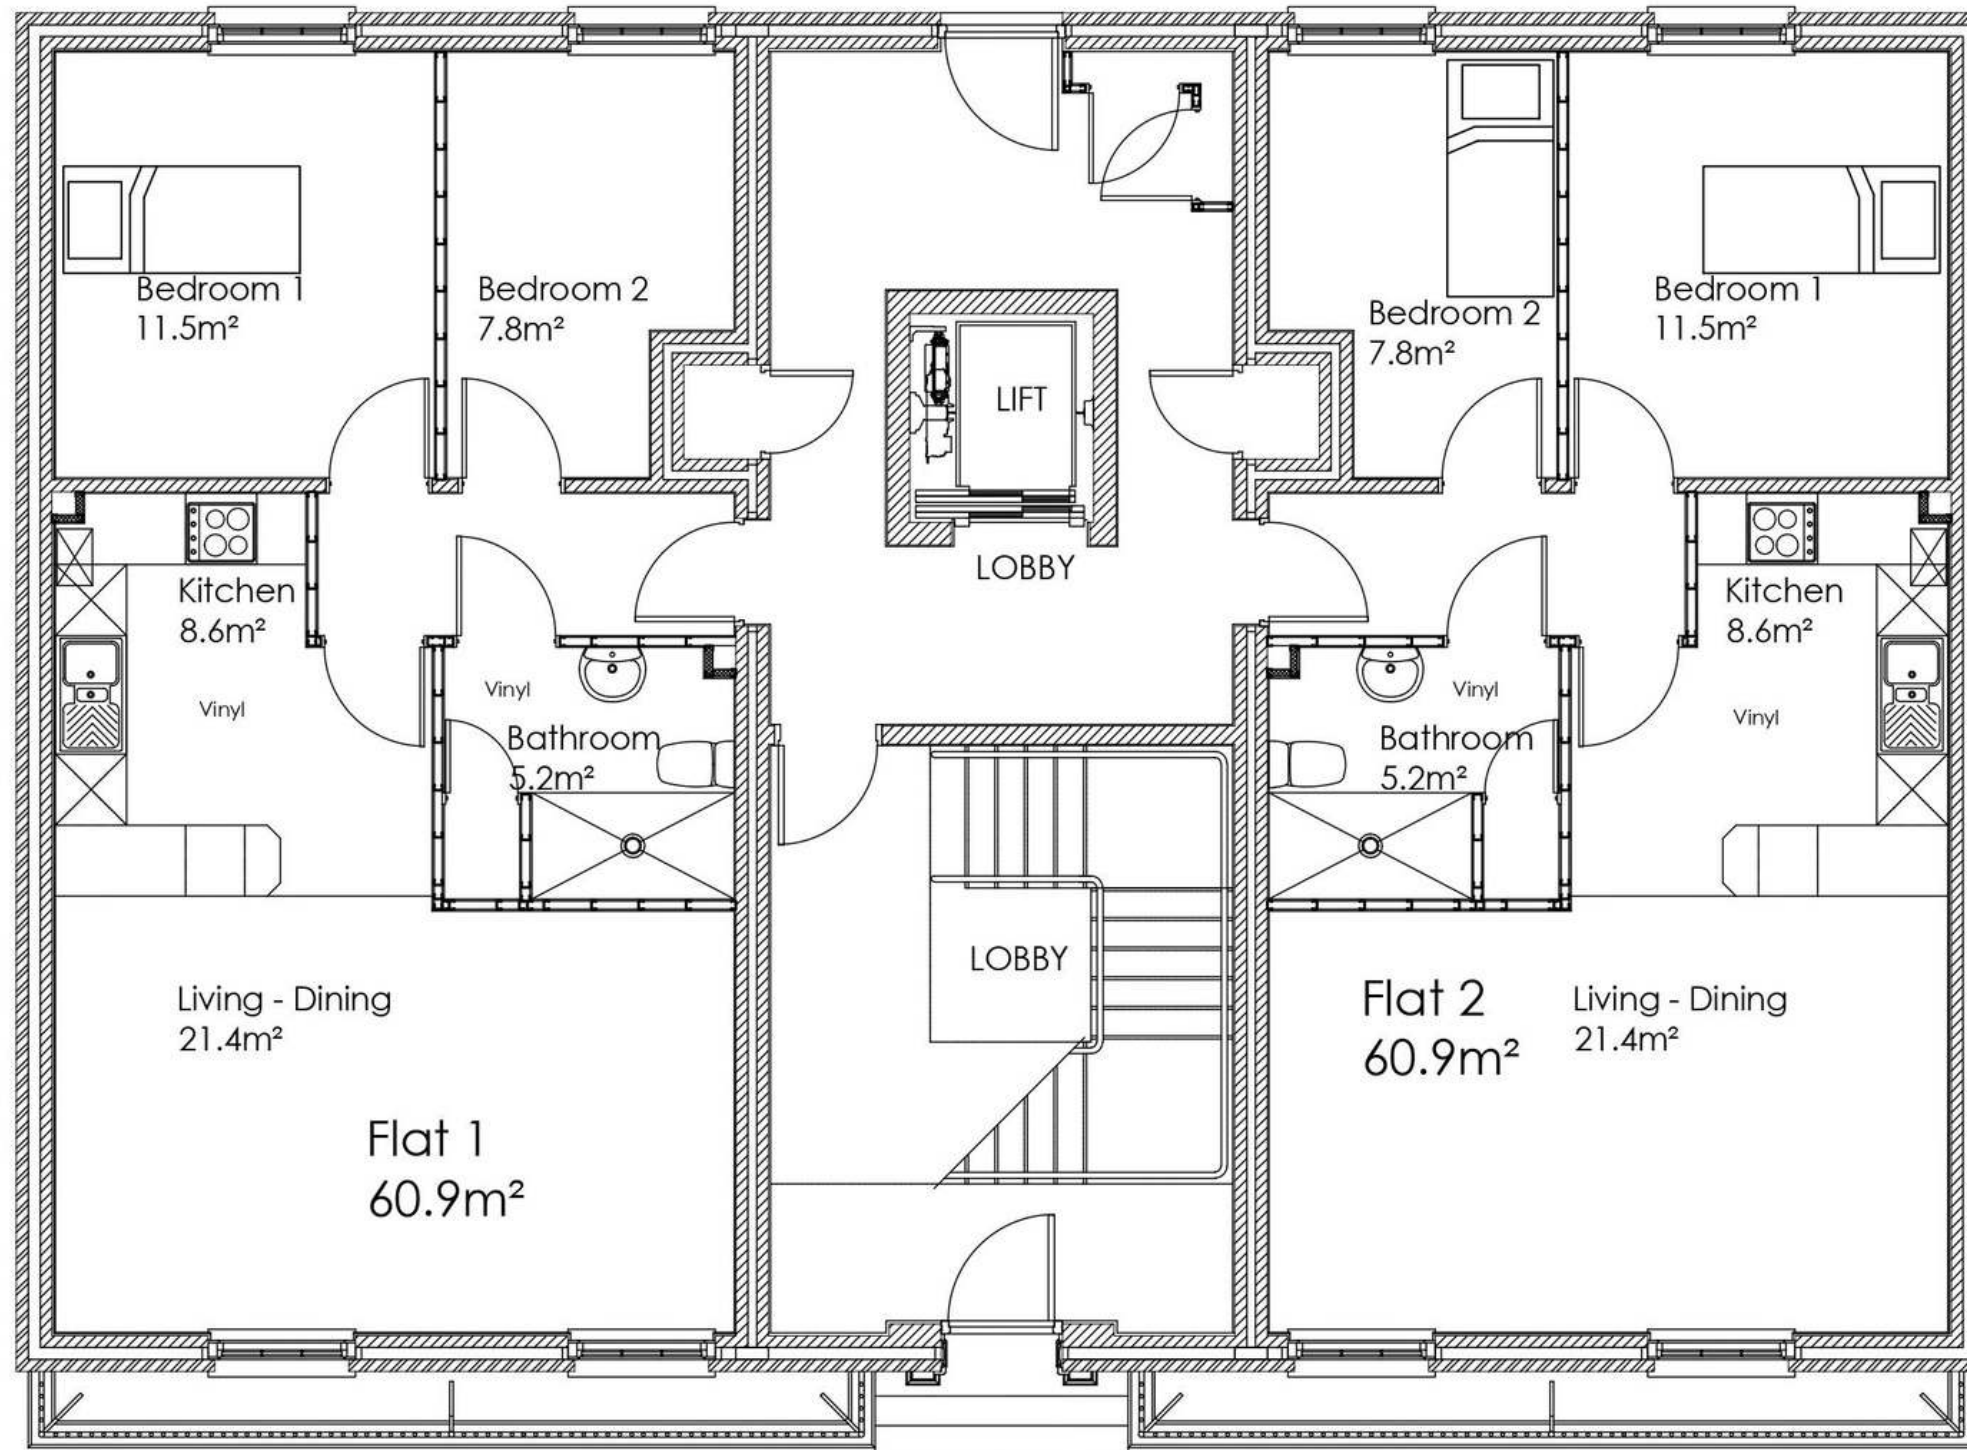 Bedroom 1
11.5m²
Bedroom 2
7.8m²
LIFT
Bedroom 2
7.8m²
Bedroom 1
11.5m²
LOBBY
Kitchen
8.6m²
Vinyl
Vinyl
Bathroom
5.2m²
Vinyl
Bathroom
5.2m²
Kitchen
8.6m²
Vinyl
LOBBY
Living - Dining
21.4m²
Flat 1
60.9m²
Flat 2
60.9m²
Living - Dining
21.4m²